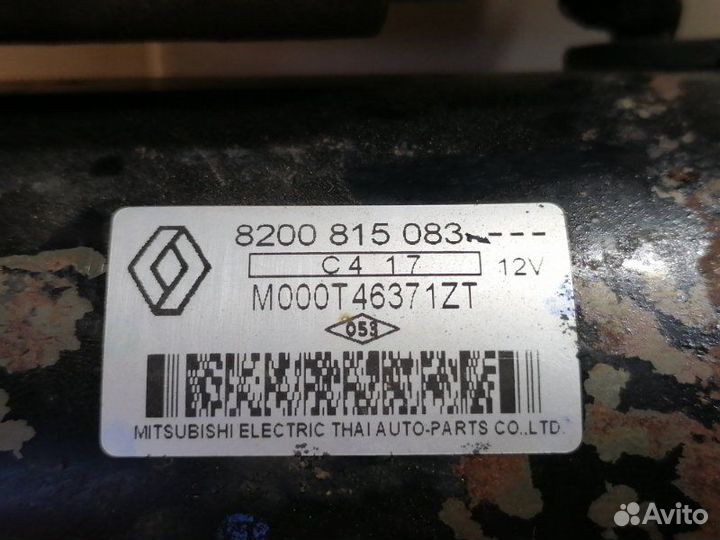 8200 815 083 ----
C4 17 12V
M000T46371ZT
053
MITSUBISHI ELECTRIC THAI AUTO-PARTS CO.,LTD.
Avito